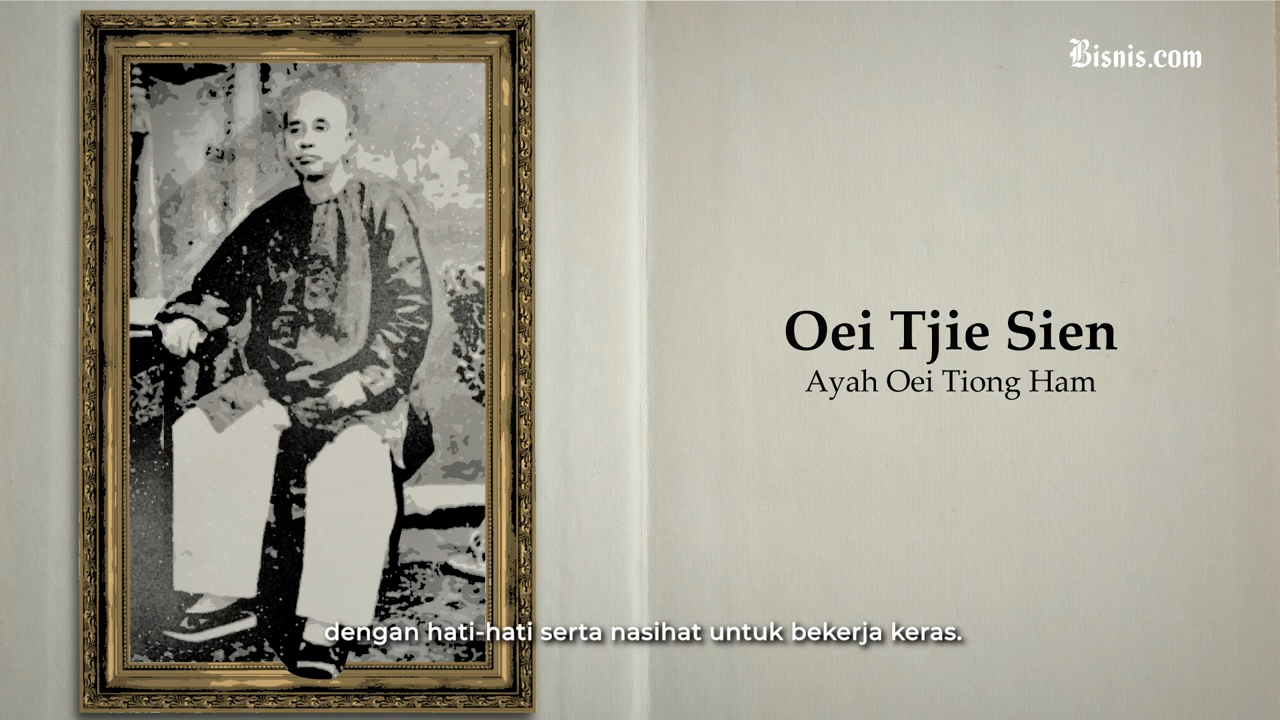 Bisnis.com
Oei Tjie Sien
Ayah Oei Tiong Ham
dengan hati-hati serta nasihat untuk bekerja keras.